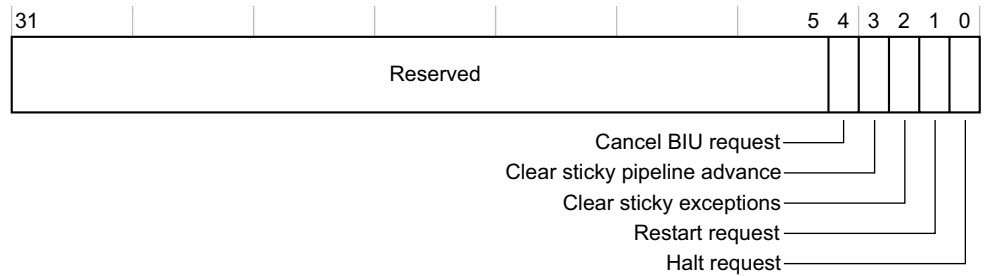 31 5 4 3 2 1 0
Reserved
Cancel BIU request
Clear sticky pipeline advance
Clear sticky exceptions
Restart request
Halt request